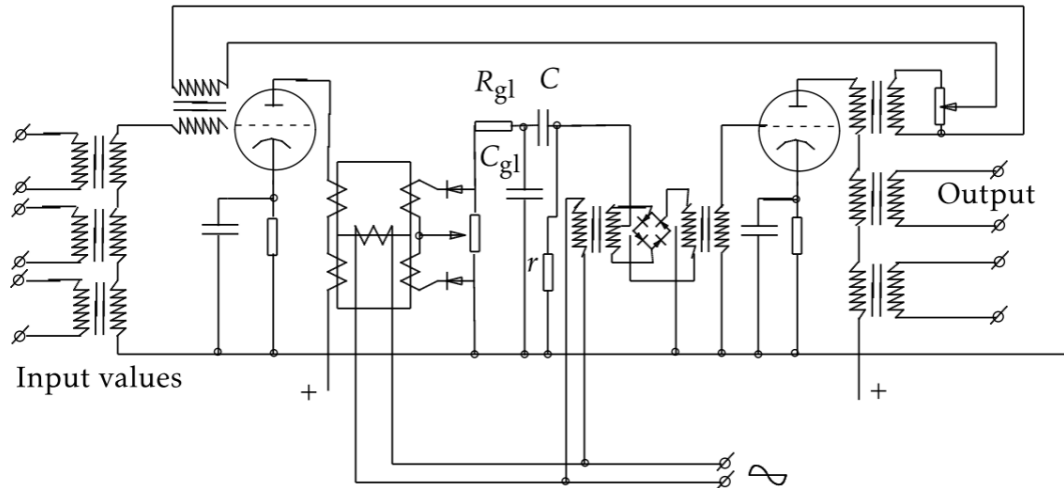 R_gl C
C_gl
r
Output
Input values
+ +